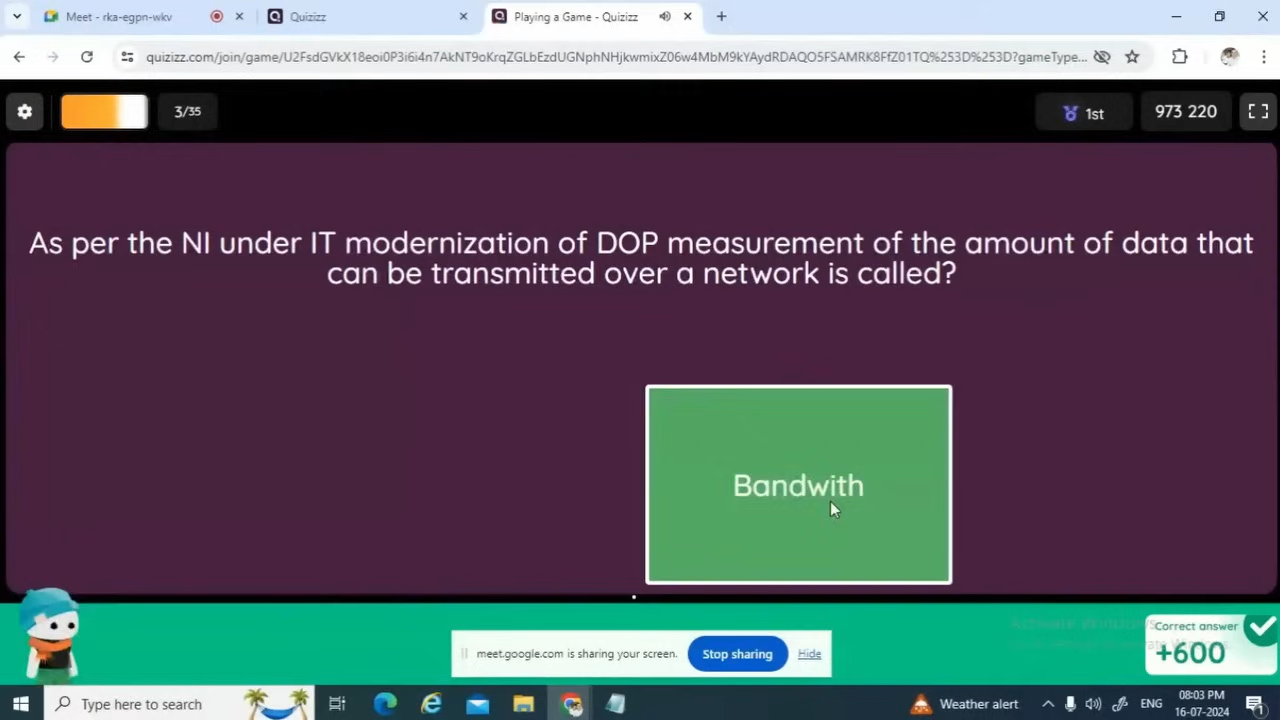 Meet - rka-egpn-wkv
Quizizz
Playing a Game - Quizizz
quizizz.com/join/game/U2FsdGVkX18eoi0P3i6i4n7AkNT9oKrqZGLbEzdUGNphNHjkwmixZ06w4MbM9kYAydRDAQO5FSAMRK8FfZ01TQ%253D%253D?gameType...
3/35
1st
973 220
As per the NI under IT modernization of DOP measurement of the amount of data that
can be transmitted over a network is called?
Bandwith
Activate Windows
Correct answer
+600
meet.google.com is sharing your screen.
Stop sharing
Hide
Type here to search
Weather alert
ENG
08:03 PM
16-07-2024
1